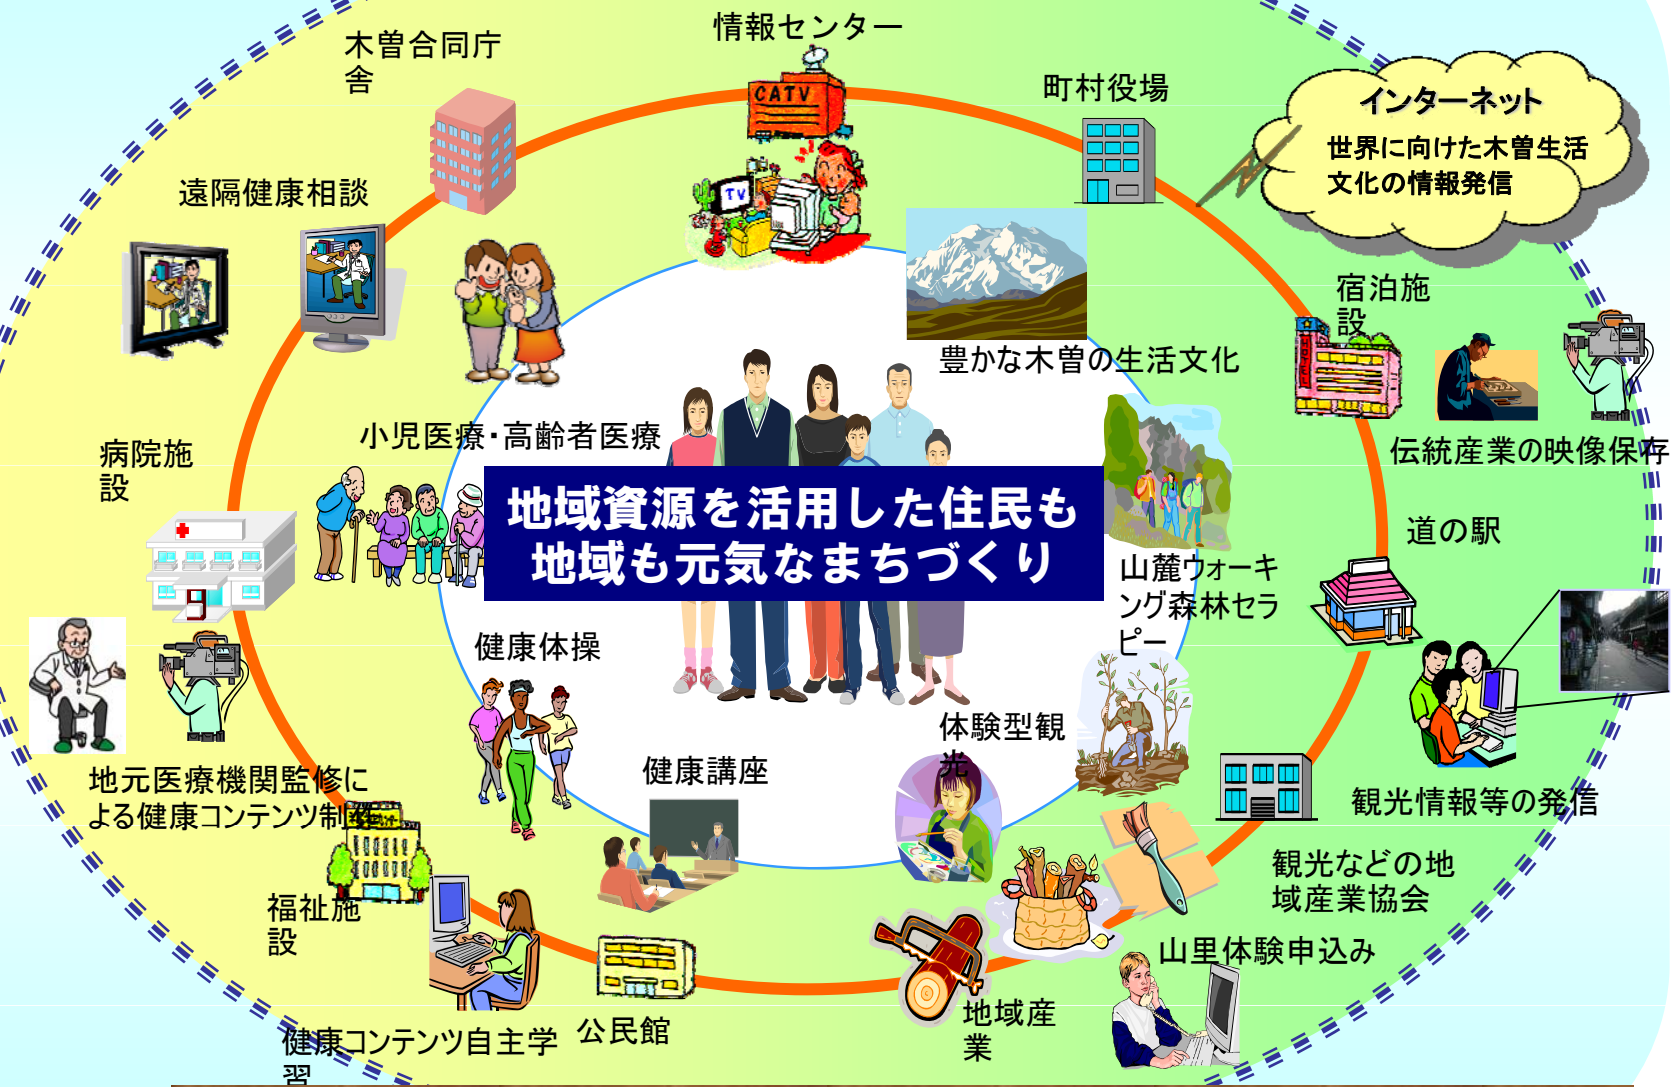 情報センター
木曽合同庁
舎
町村役場
CATV
TV
インターネット
世界に向けた木曽生活
文化の情報発信
遠隔健康相談
宿泊施
設
HOTEL
豊かな木曽の生活文化
小児医療・高齢者医療
病院施
設
伝統産業の映像保存
地域資源を活用した住民も
地域も元気なまちづくり
道の駅
山麓ウォーキ
ング森林セラ
ピー
健康体操
体験型観
光
健康講座
地元医療機関監修に
よる健康コンテンツ制作
観光情報等の発信
観光などの地
域産業協会
福祉施
設
山里体験申込み
地域産
業
公民館
健康コンテンツ自主学
習